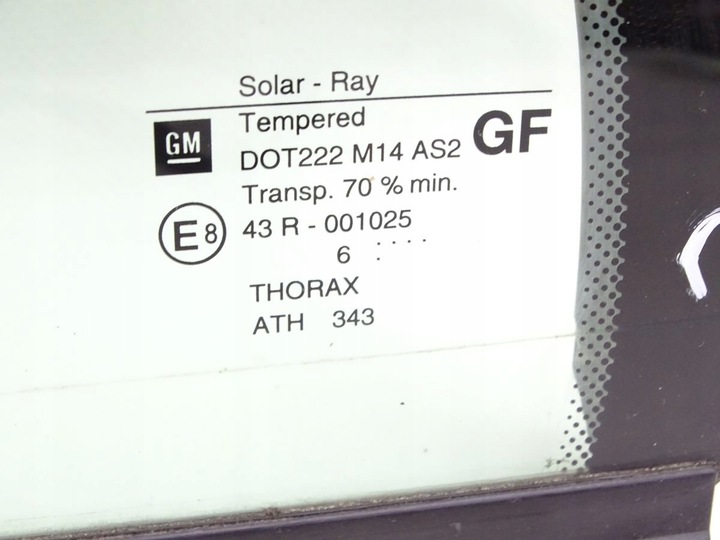 Solar - Ray
GM
Tempered
GF
DOT222 M14 AS2
Transp. 70 % min.
E8
43 R - 001025
6 : . . . .
THORAX
ATH 343